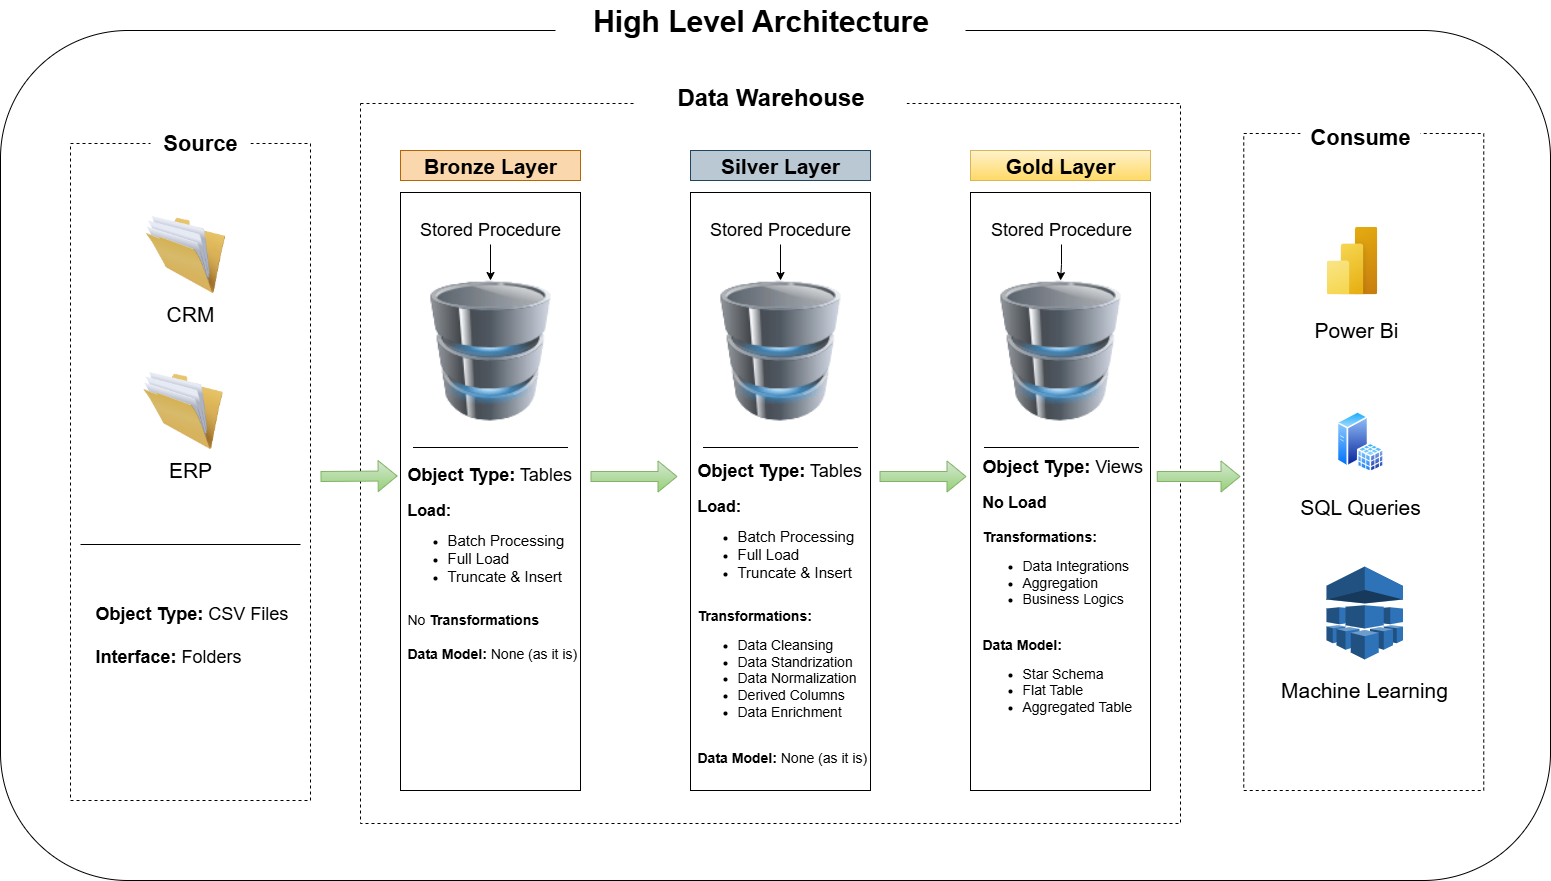 High Level Architecture
Data Warehouse
Source
CRM
ERP
Object Type: CSV Files
Interface: Folders
Bronze Layer
Stored Procedure
Object Type: Tables
Load:
Batch Processing
Full Load
Truncate & Insert
No Transformations
Data Model: None (as it is)
Silver Layer
Stored Procedure
Object Type: Tables
Load:
Batch Processing
Full Load
Truncate & Insert
Transformations:
Data Cleansing
Data Standrization
Data Normalization
Derived Columns
Data Enrichment
Data Model: None (as it is)
Gold Layer
Stored Procedure
Object Type: Views
No Load
Transformations:
Data Integrations
Aggregation
Business Logics
Data Model:
Star Schema
Flat Table
Aggregated Table
Consume
Power Bi
SQL Queries
Machine Learning